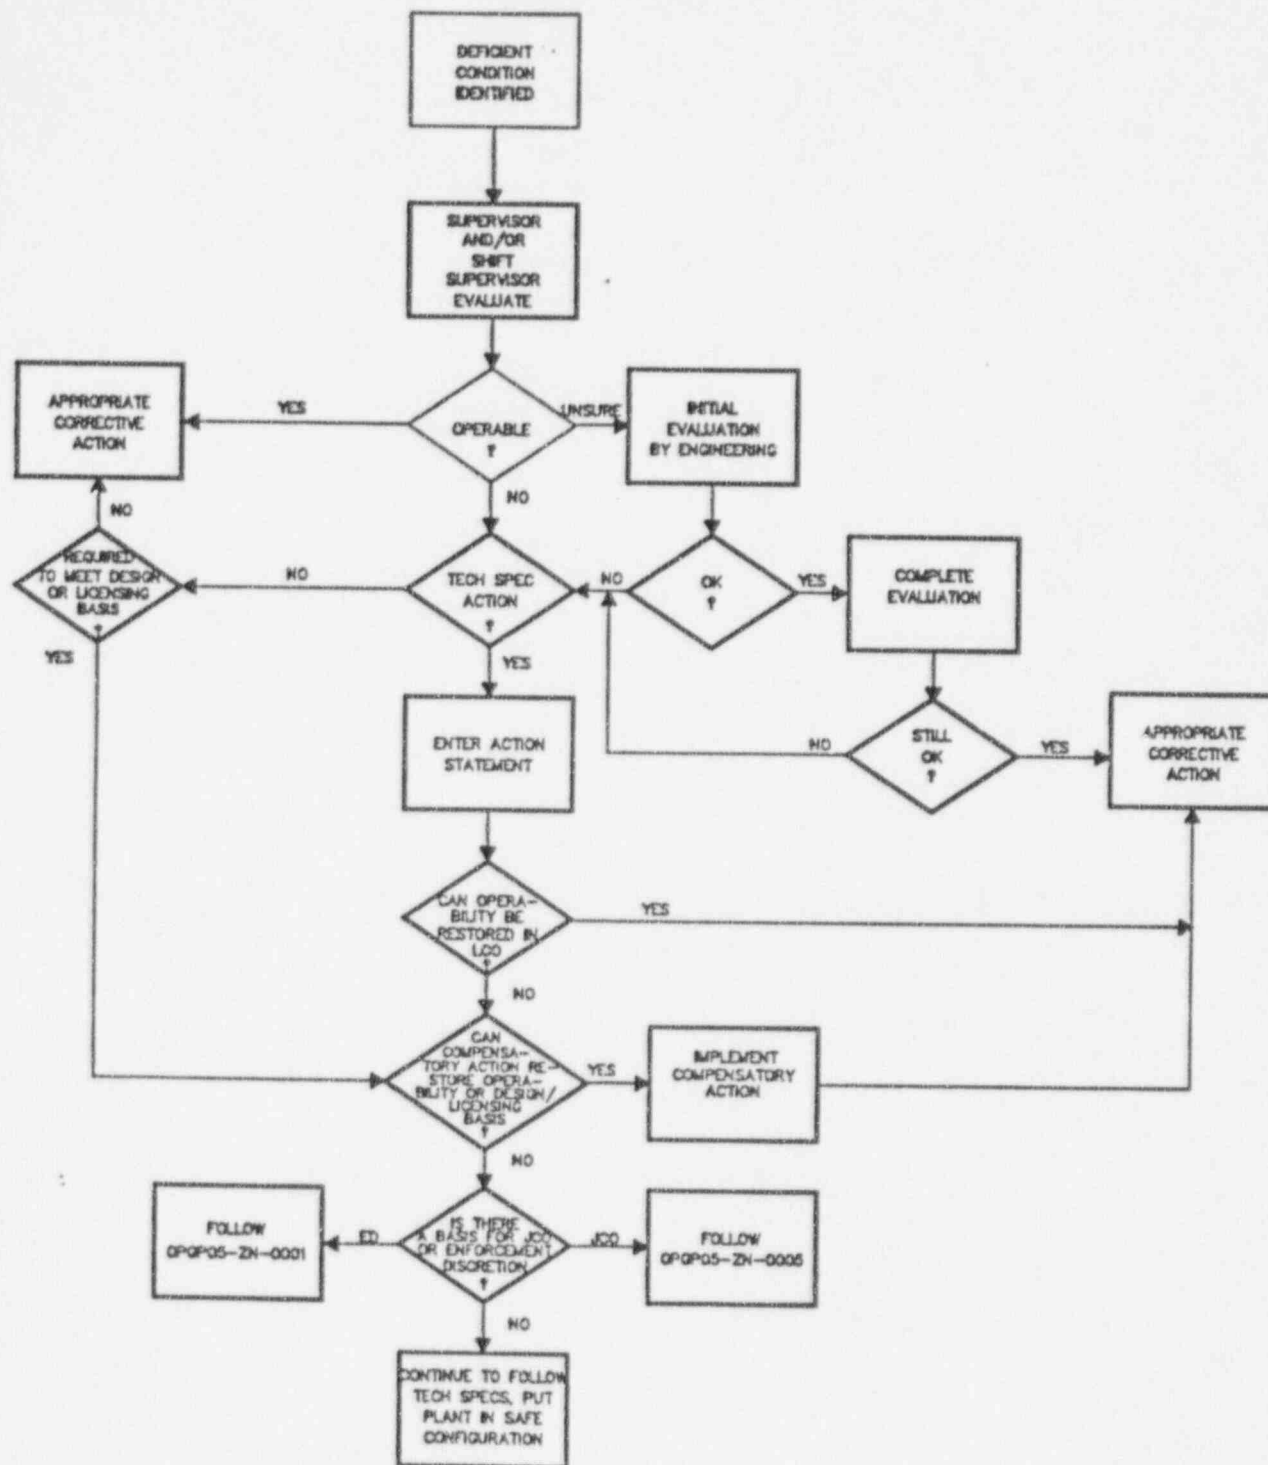 DEFICIENT
CONDITION
IDENTIFIED
SUPERVISOR
AND/OR
SHIFT
SUPERVISOR
EVALUATE
APPROPRIATE
CORRECTIVE
ACTION
YES
OPERABLE
?
UNSURE
INITIAL
EVALUATION
BY ENGINEERING
NO
NO
REQUIRED
TO MEET DESIGN
OR LICENSING
BASIS
?
NO
TECH SPEC
ACTION
?
NO
OK
?
YES
COMPLETE
EVALUATION
YES
YES
ENTER ACTION
STATEMENT
NO
STILL
OK
?
YES
APPROPRIATE
CORRECTIVE
ACTION
CAN OPERA-
BILITY BE
RESTORED IN
LCO
?
YES
NO
CAN
COMPENSA-
TORY ACTION RE-
STORE OPERA-
BILITY OR DESIGN/
LICENSING
BASIS
?
YES
IMPLEMENT
COMPENSATORY
ACTION
NO
FOLLOW
OPGP05-ZN-0001
ED
IS THERE
A BASIS FOR JCO
OR ENFORCEMENT
DISCRETION
?
JCO
FOLLOW
OPGP05-ZN-0005
NO
CONTINUE TO FOLLOW
TECH SPECS, PUT
PLANT IN SAFE
CONFIGURATION